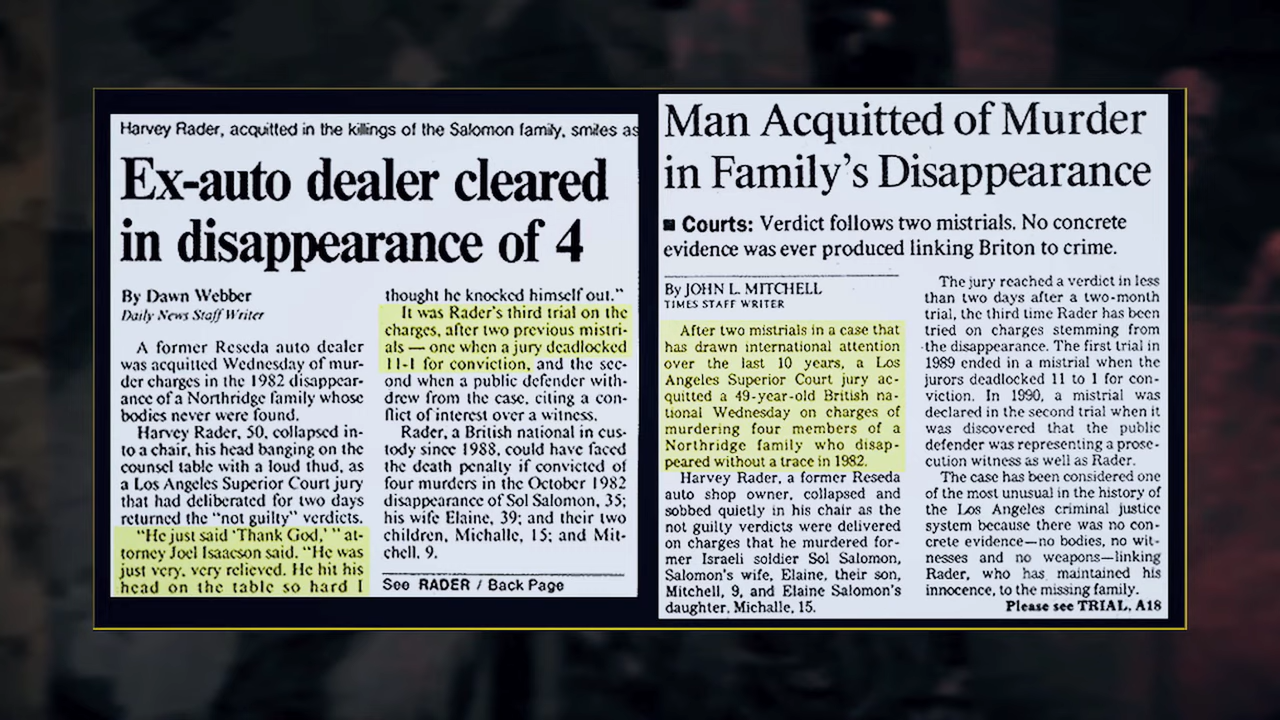 Harvey Rader, acquitted in the killings of the Salomon family, smiles as
Ex-auto dealer cleared
in disappearance of 4
By Dawn Webber
Daily News Staff Writer
A former Reseda auto dealer
was acquitted Wednesday of mur-
der charges in the 1982 disappear-
ance of a Northridge family whose
bodies never were found.
Harvey Rader, 50, collapsed in-
to a chair, his head banging on the
counsel table with a loud thud, as
a Los Angeles Superior Court jury
that had deliberated for two days
returned the "not guilty" verdicts.
"He just said 'Thank God,' " at-
torney Joel Isaacson said. "He was
just very, very relieved. He hit his
head on the table so hard I
thought he knocked himself out."
It was Rader's third trial on the
charges, after two previous mistri-
als — one when a jury deadlocked
11-1 for conviction, and the sec-
ond when a public defender with-
drew from the case, citing a con-
flict of interest over a witness.
Rader, a British national in cus-
tody since 1988, could have faced
the death penalty if convicted of
four murders in the October 1982
disappearance of Sol Salomon, 35;
his wife Elaine, 39; and their two
children, Michalle, 15; and Mit-
chell, 9.
See RADER / Back Page
Man Acquitted of Murder
in Family's Disappearance
■ Courts: Verdict follows two mistrials. No concrete
evidence was ever produced linking Briton to crime.
By JOHN L. MITCHELL
TIMES STAFF WRITER
After two mistrials in a case that
has drawn international attention
over the last 10 years, a Los
Angeles Superior Court jury ac-
quitted a 49-year-old British na-
tional Wednesday on charges of
murdering four members of a
Northridge family who disap-
peared without a trace in 1982.
Harvey Rader, a former Reseda
auto shop owner, collapsed and
sobbed quietly in his chair as the
not guilty verdicts were delivered
on charges that he murdered for-
mer Israeli soldier Sol Salomon,
Salomon's wife, Elaine, their son,
Mitchell, 9, and Elaine Salomon's
daughter, Michalle, 15.
The jury reached a verdict in less
than two days after a two-month
trial, the third time Rader has been
tried on charges stemming from
the disappearance. The first trial in
1989 ended in a mistrial when the
jurors deadlocked 11 to 1 for con-
viction. In 1990, a mistrial was
declared in the second trial when it
was discovered that the public
defender was representing a prose-
cution witness as well as Rader.
The case has been considered one
of the most unusual in the history of
the Los Angeles criminal justice
system because there was no con-
crete evidence—no bodies, no wit-
nesses and no weapons—linking
Rader, who has maintained his
innocence, to the missing family.
Please see TRIAL, A18